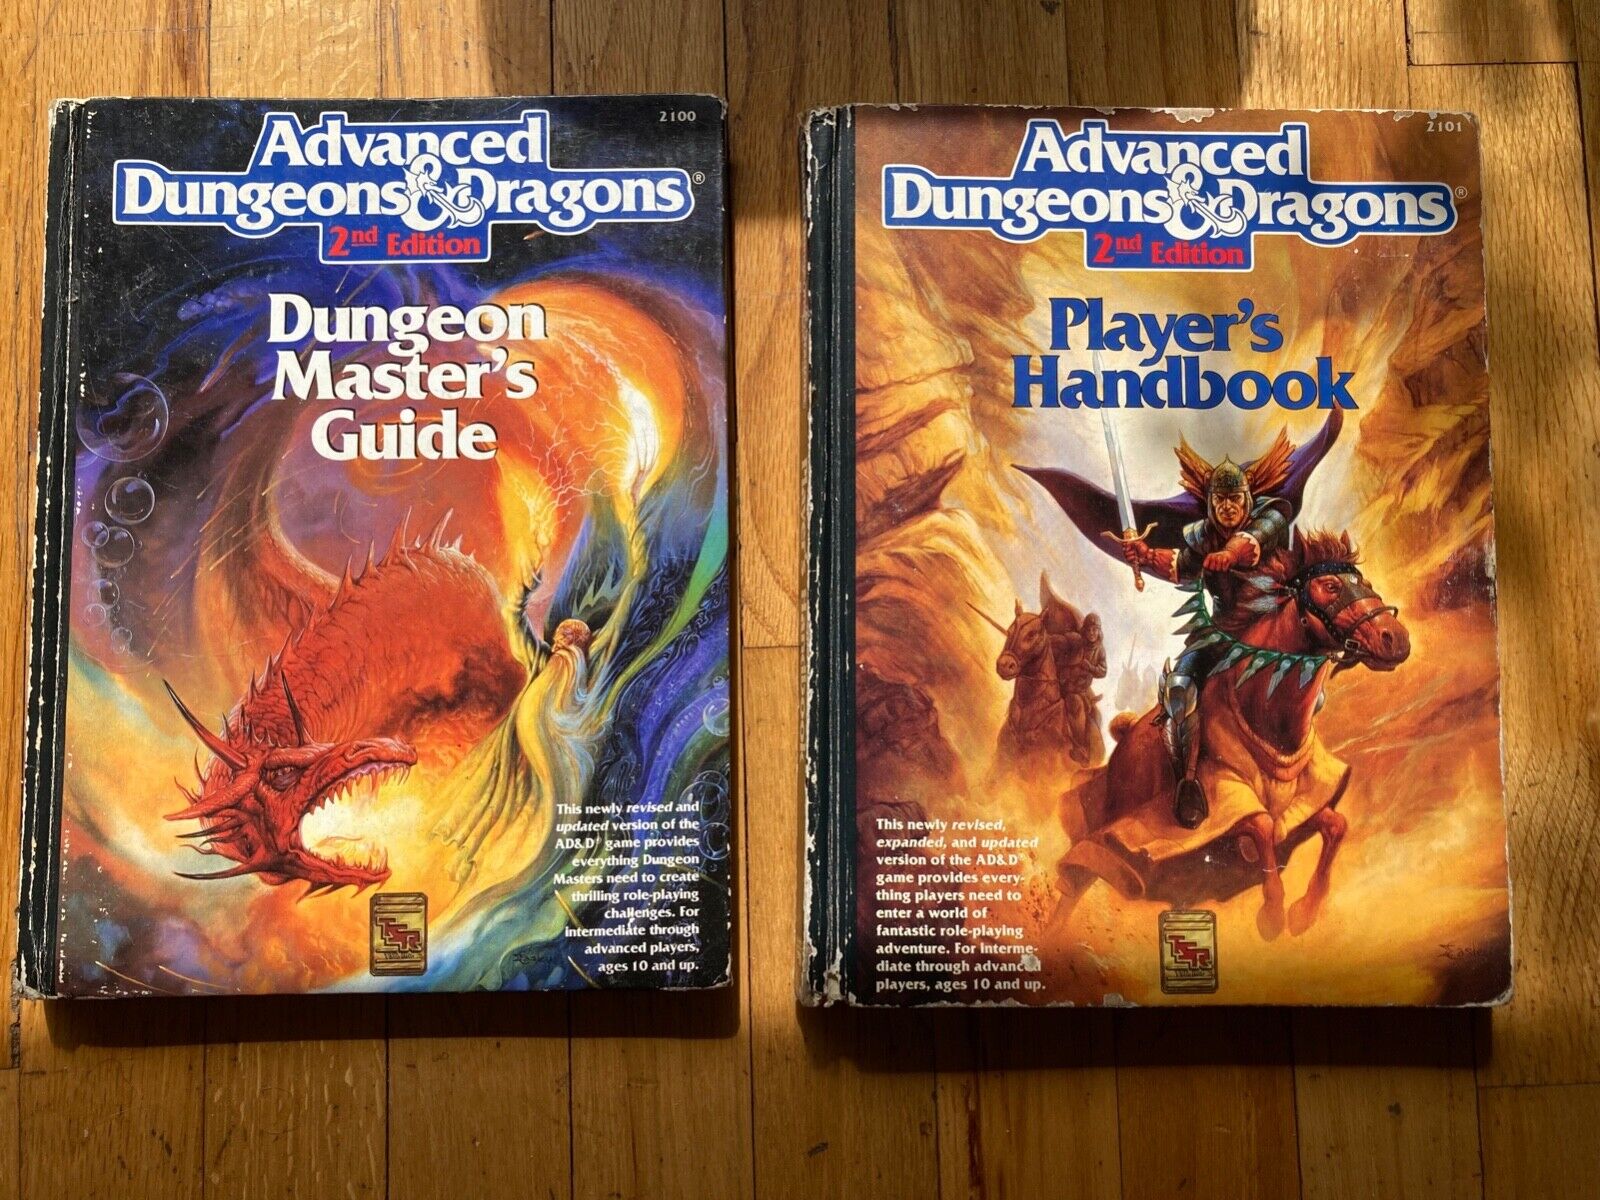 2100
Advanced
Dungeons & Dragons®
2nd Edition
Dungeon
Master's
Guide
This newly revised and
updated version of the
AD&D® game provides
everything Dungeon
Masters need to create
thrilling role-playing
challenges. For
intermediate through
advanced players,
ages 10 and up.
TSR
Easley
2101
Advanced
Dungeons & Dragons®
2nd Edition
Player's
Handbook
This newly revised,
expanded, and updated
version of the AD&D®
game provides every-
thing players need to
enter a world of
fantastic role-playing
adventure. For interme-
diate through advanced
players, ages 10 and up.
TSR
Easley